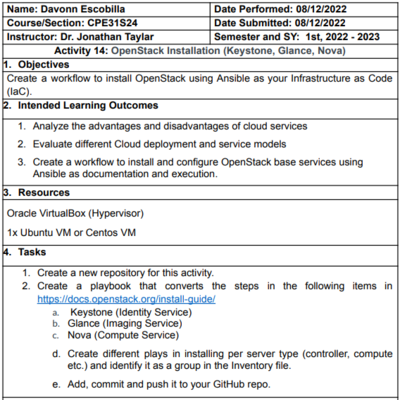 Name: Davonn Escobilla
Date Performed: 08/12/2022
Course/Section: CPE31S24
Date Submitted: 08/12/2022
Instructor: Dr. Jonathan Taylar
Semester and SY: 1st, 2022 - 2023
Activity 14: OpenStack Installation (Keystone, Glance, Nova)
1. Objectives
Create a workflow to install OpenStack using Ansible as your Infrastructure as Code
(IaC).
2. Intended Learning Outcomes
1. Analyze the advantages and disadvantages of cloud services
2. Evaluate different Cloud deployment and service models
3. Create a workflow to install and configure OpenStack base services using
Ansible as documentation and execution.
3. Resources
Oracle VirtualBox (Hypervisor)
1x Ubuntu VM or Centos VM
4. Tasks
1. Create a new repository for this activity.
2. Create a playbook that converts the steps in the following items in
https://docs.openstack.org/install-guide/
a. Keystone (Identity Service)
b. Glance (Imaging Service)
c. Nova (Compute Service)
d. Create different plays in installing per server type (controller, compute
etc.) and identify it as a group in the Inventory file.
e. Add, commit and push it to your GitHub repo.